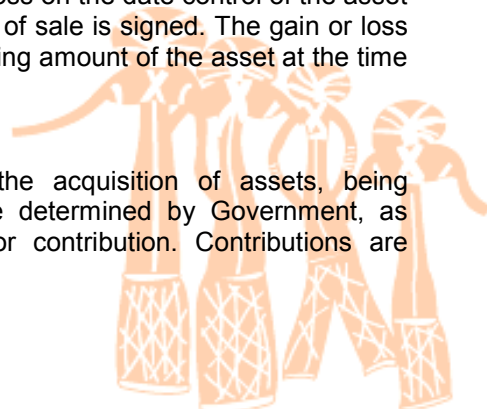 oss on the date control of the asset
of sale is signed. The gain or loss
ing amount of the asset at the time
the acquisition of assets, being
determined by Government, as
or contribution. Contributions are